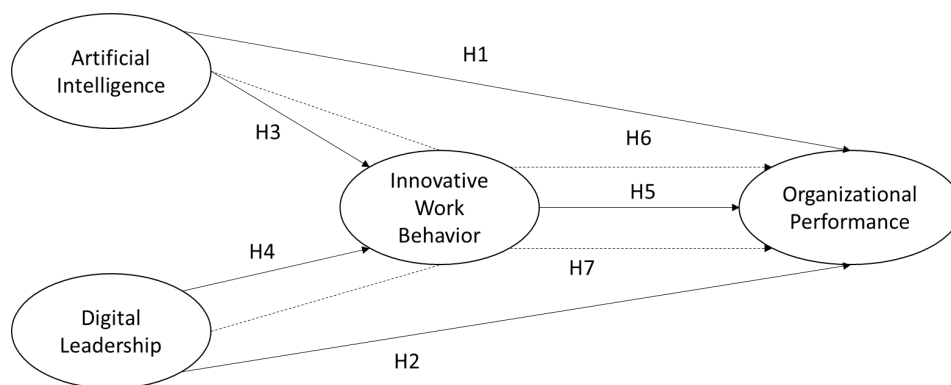 Artificial
Intelligence
H1
H3
H6
Innovative
Work
Behavior
H5
Organizational
Performance
H4
H7
Digital
Leadership
H2